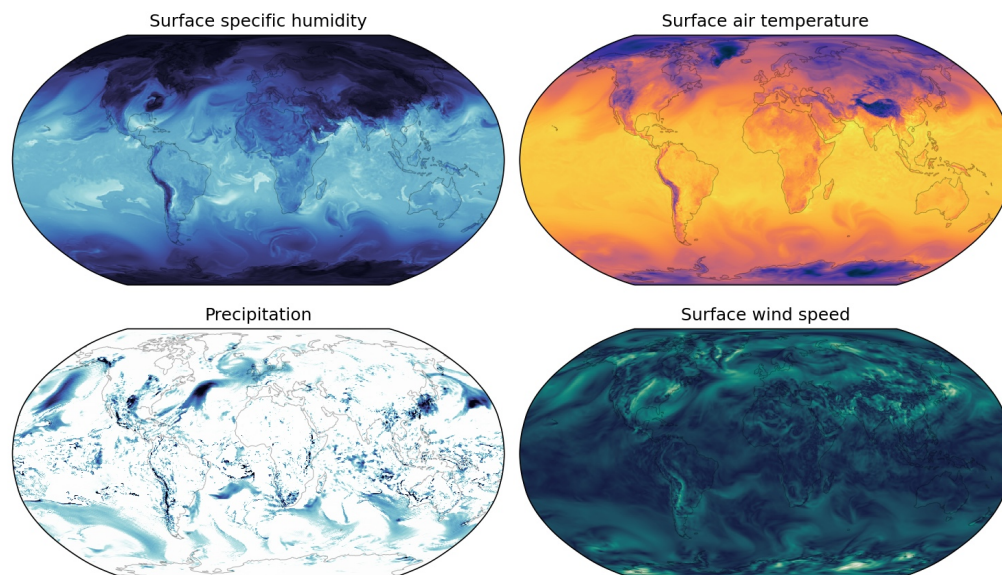 Surface specific humidity
Surface air temperature
Precipitation
Surface wind speed